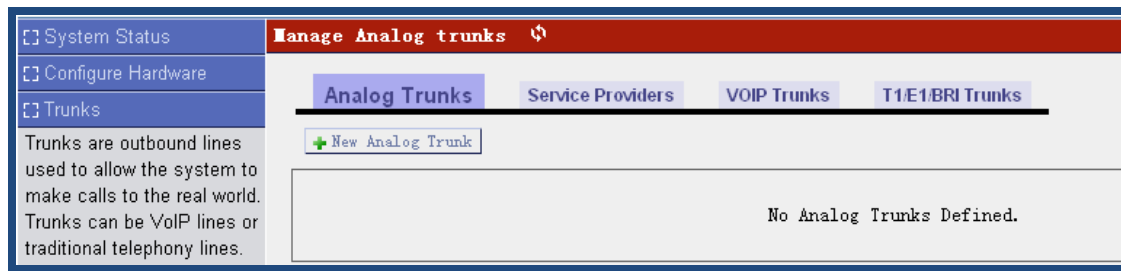 System Status
Configure Hardware
Trunks
Trunks are outbound lines
used to allow the system to
make calls to the real world.
Trunks can be VoIP lines or
traditional telephony lines.
Manage Analog trunks
Analog Trunks Service Providers VOIP Trunks T1/E1/BRI Trunks
New Analog Trunk
No Analog Trunks Defined.